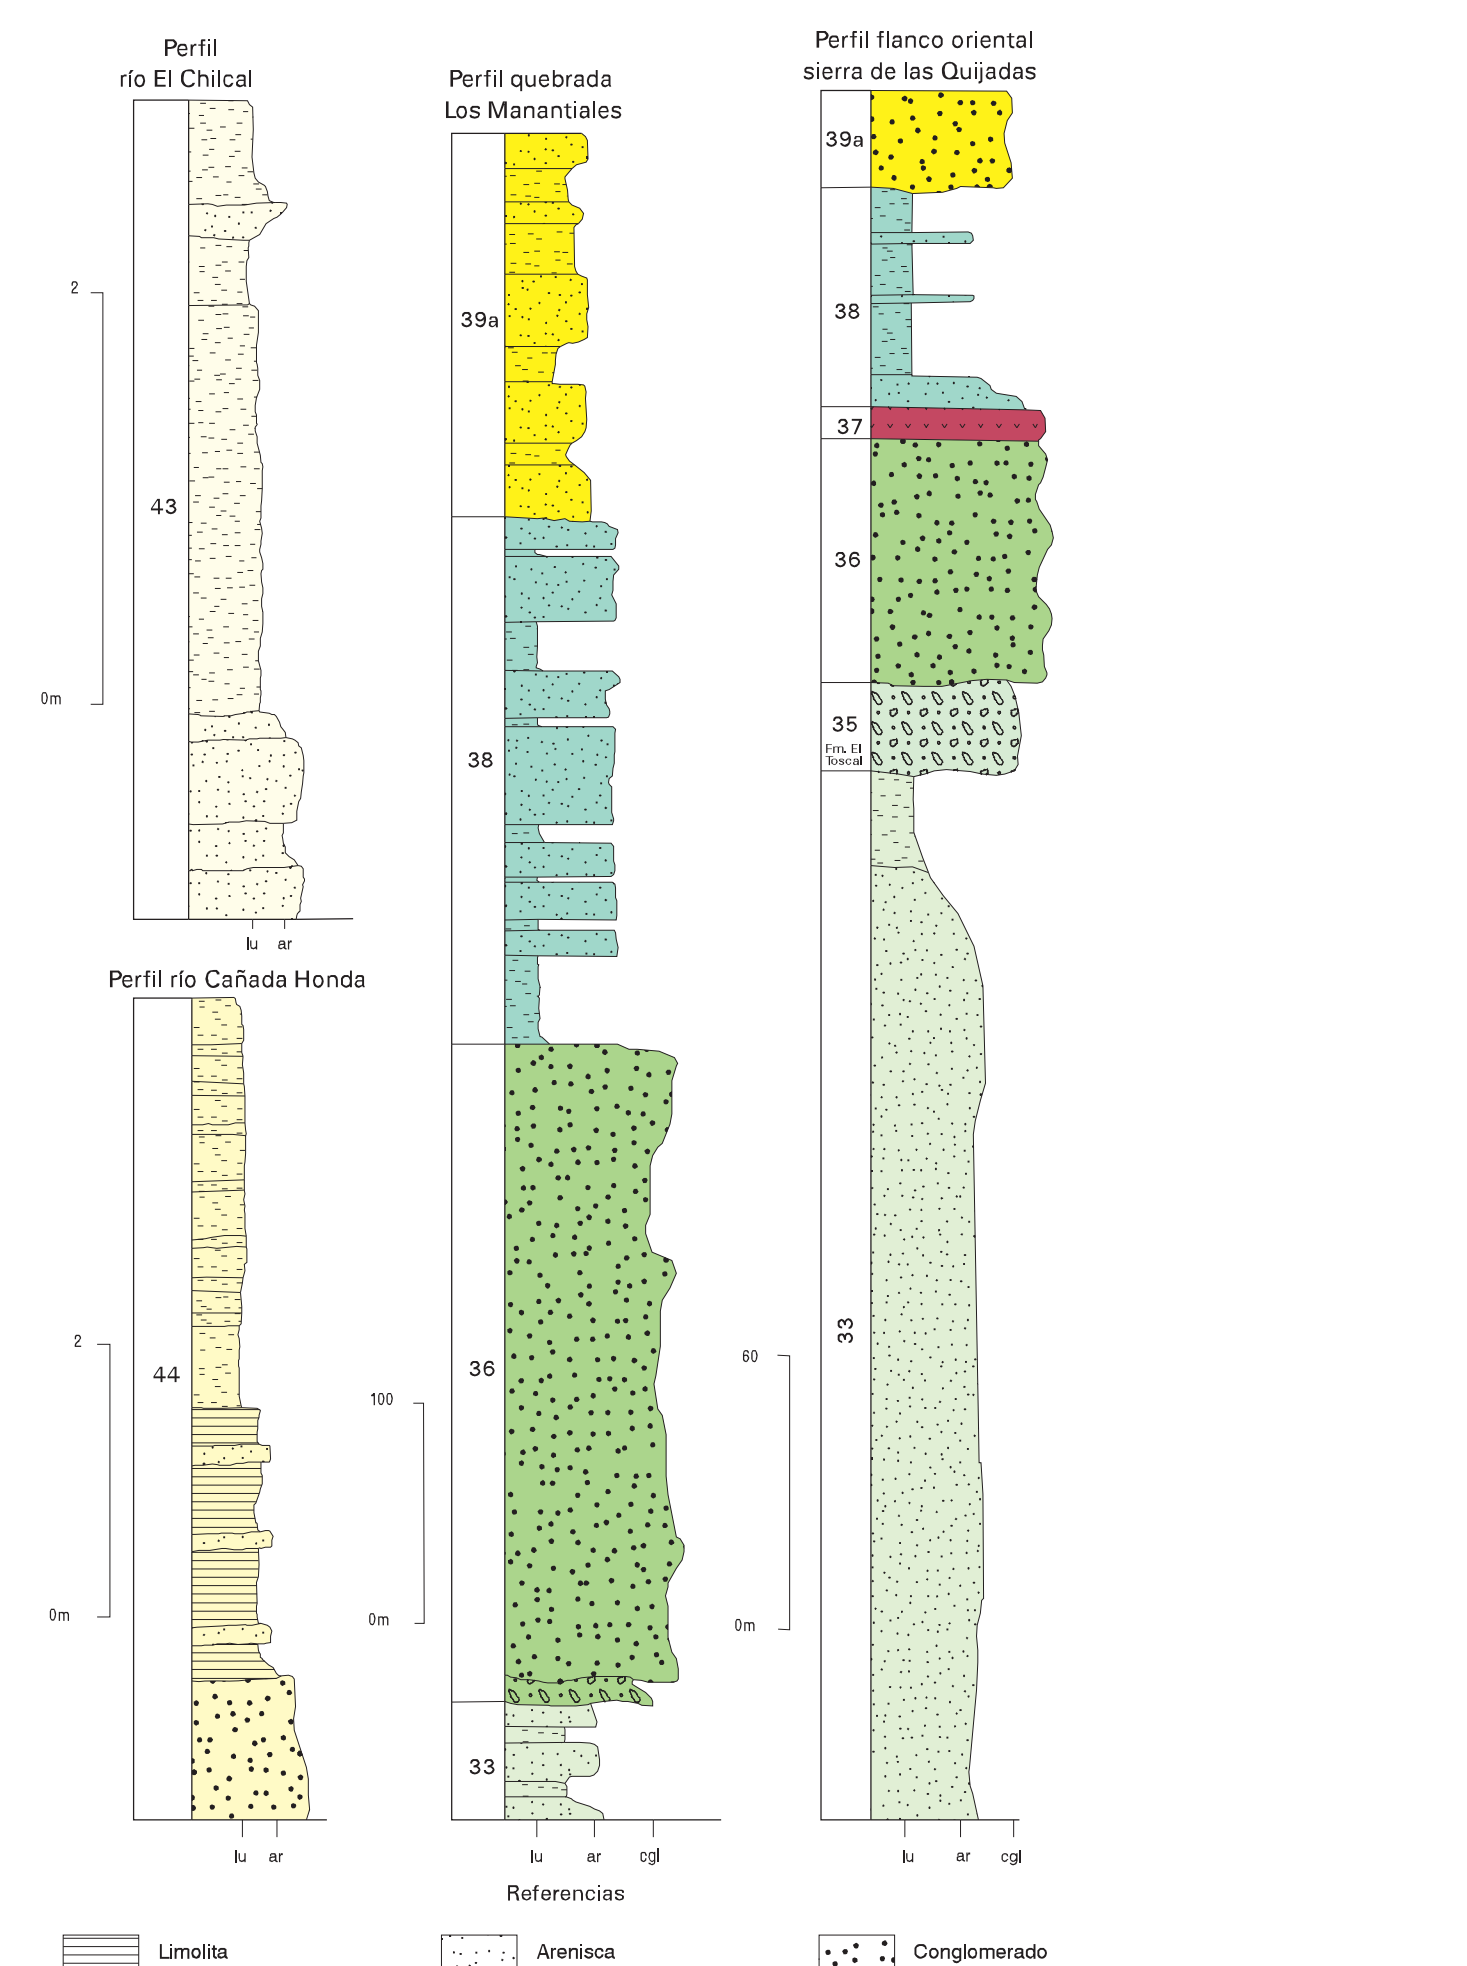 Perfil
río El Chilcal
2
0m
43
lu ar
Perfil río Cañada Honda
2
0m
44
lu ar
Perfil quebrada
Los Manantiales
39a
38
36
33
100
0m
lu ar cgl
Perfil flanco oriental
sierra de las Quijadas
39a
38
37
36
35
Fm. El
Toscal
33
60
0m
lu ar cgl
Referencias
Limolita
Arenisca
Conglomerado